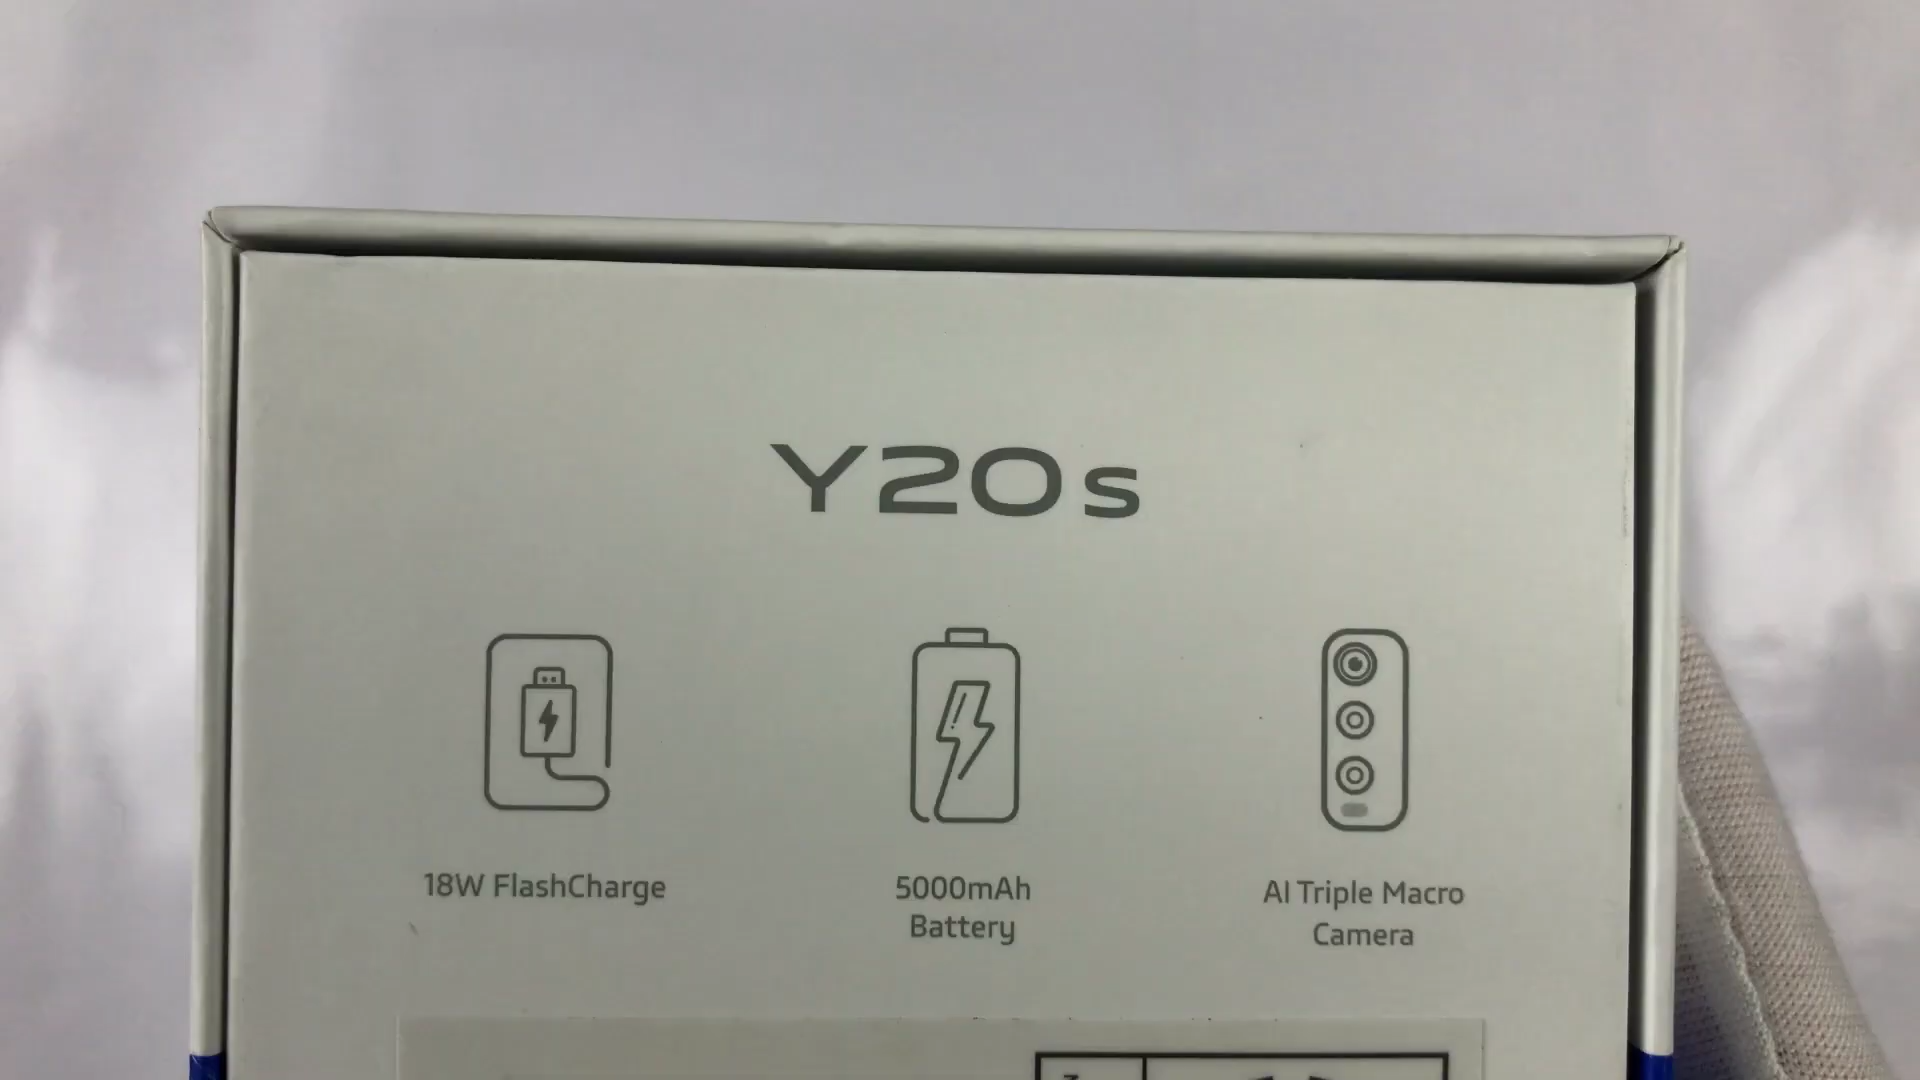 Y20s
18W FlashCharge
5000mAh
Battery
AI Triple Macro
Camera